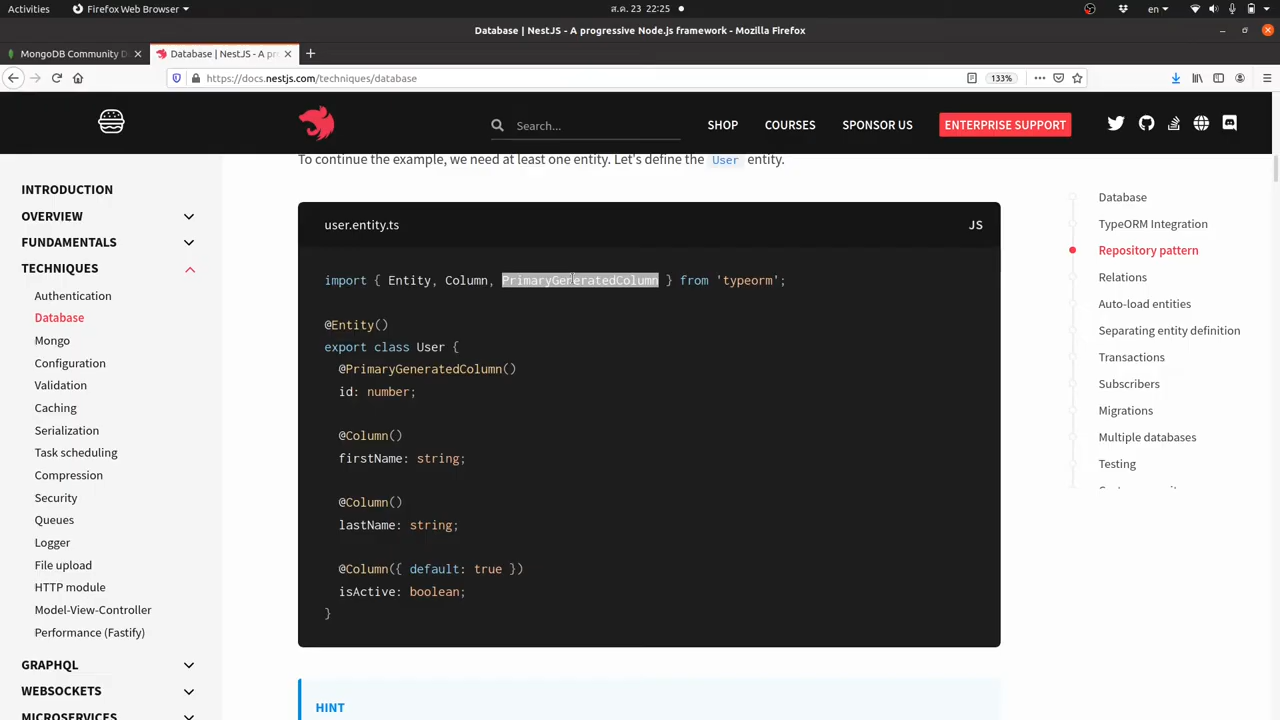 Activities
Firefox Web Browser
ส.ค. 23 22:25
en
Database | NestJS - A progressive Node.js framework - Mozilla Firefox
MongoDB Community D
Database | NestJS - A pr
https://docs.nestjs.com/techniques/database
133%
Search...
SHOP
COURSES
SPONSOR US
ENTERPRISE SUPPORT
INTRODUCTION
OVERVIEW
FUNDAMENTALS
TECHNIQUES
Authentication
Database
Mongo
Configuration
Validation
Caching
Serialization
Task scheduling
Compression
Security
Queues
Logger
File upload
HTTP module
Model-View-Controller
Performance (Fastify)
GRAPHQL
WEBSOCKETS
MICROSERVICES
To continue the example, we need at least one entity. Let's define the User entity.
user.entity.ts
JS
import { Entity, Column, PrimaryGeneratedColumn } from 'typeorm';
@Entity()
export class User {
@PrimaryGeneratedColumn()
id: number;
@Column()
firstName: string;
@Column()
lastName: string;
@Column({ default: true })
isActive: boolean;
}
HINT
Database
TypeORM Integration
Repository pattern
Relations
Auto-load entities
Separating entity definition
Transactions
Subscribers
Migrations
Multiple databases
Testing